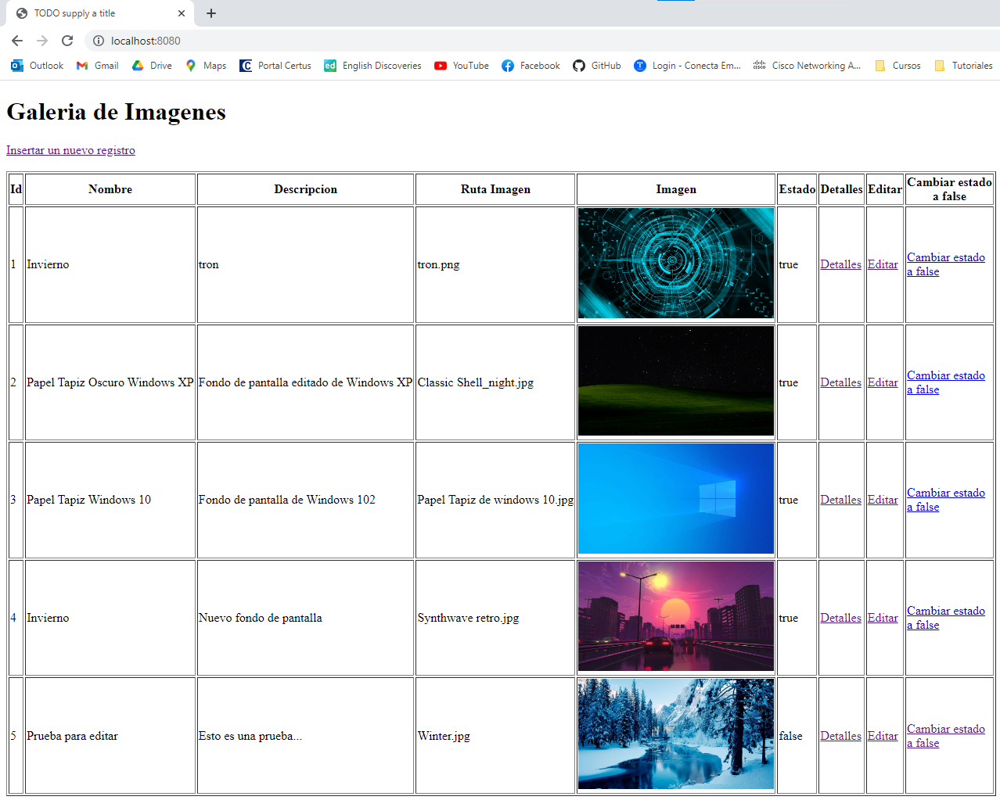 TODO supply a title
localhost:8080
Outlook Gmail Drive Maps Portal Certus English Discoveries YouTube Facebook GitHub Login - Conecta Em... Cisco Networking A... Cursos Tutoriales
Galeria de Imagenes
Insertar un nuevo registro
Id Nombre Descripcion Ruta Imagen Imagen Estado Detalles Editar Cambiar estado
a false
1 Invierno tron tron.png true Detalles Editar Cambiar estado
a false
2 Papel Tapiz Oscuro Windows XP Fondo de pantalla editado de Windows XP Classic Shell_night.jpg true Detalles Editar Cambiar estado
a false
3 Papel Tapiz Windows 10 Fondo de pantalla de Windows 102 Papel Tapiz de windows 10.jpg true Detalles Editar Cambiar estado
a false
4 Invierno Nuevo fondo de pantalla Synthwave retro.jpg true Detalles Editar Cambiar estado
a false
5 Prueba para editar Esto es una prueba... Winter.jpg false Detalles Editar Cambiar estado
a false